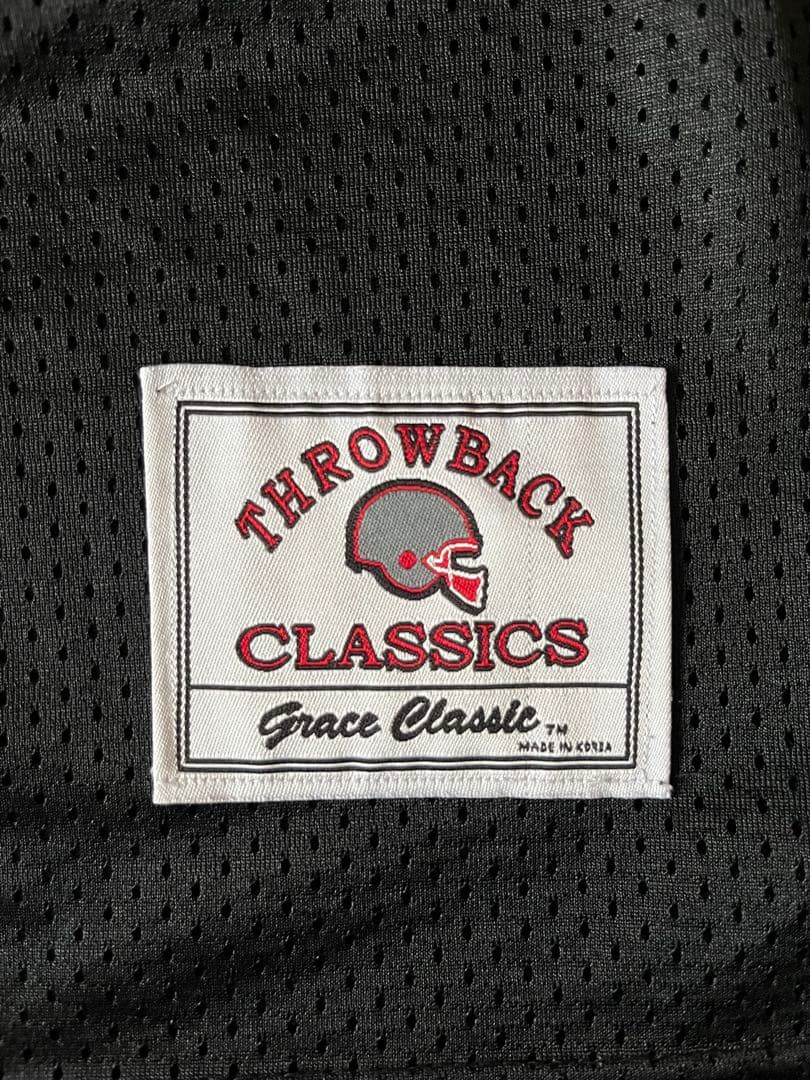 THROWBACK
CLASSICS
Grace Classic TM
MADE IN KOREA